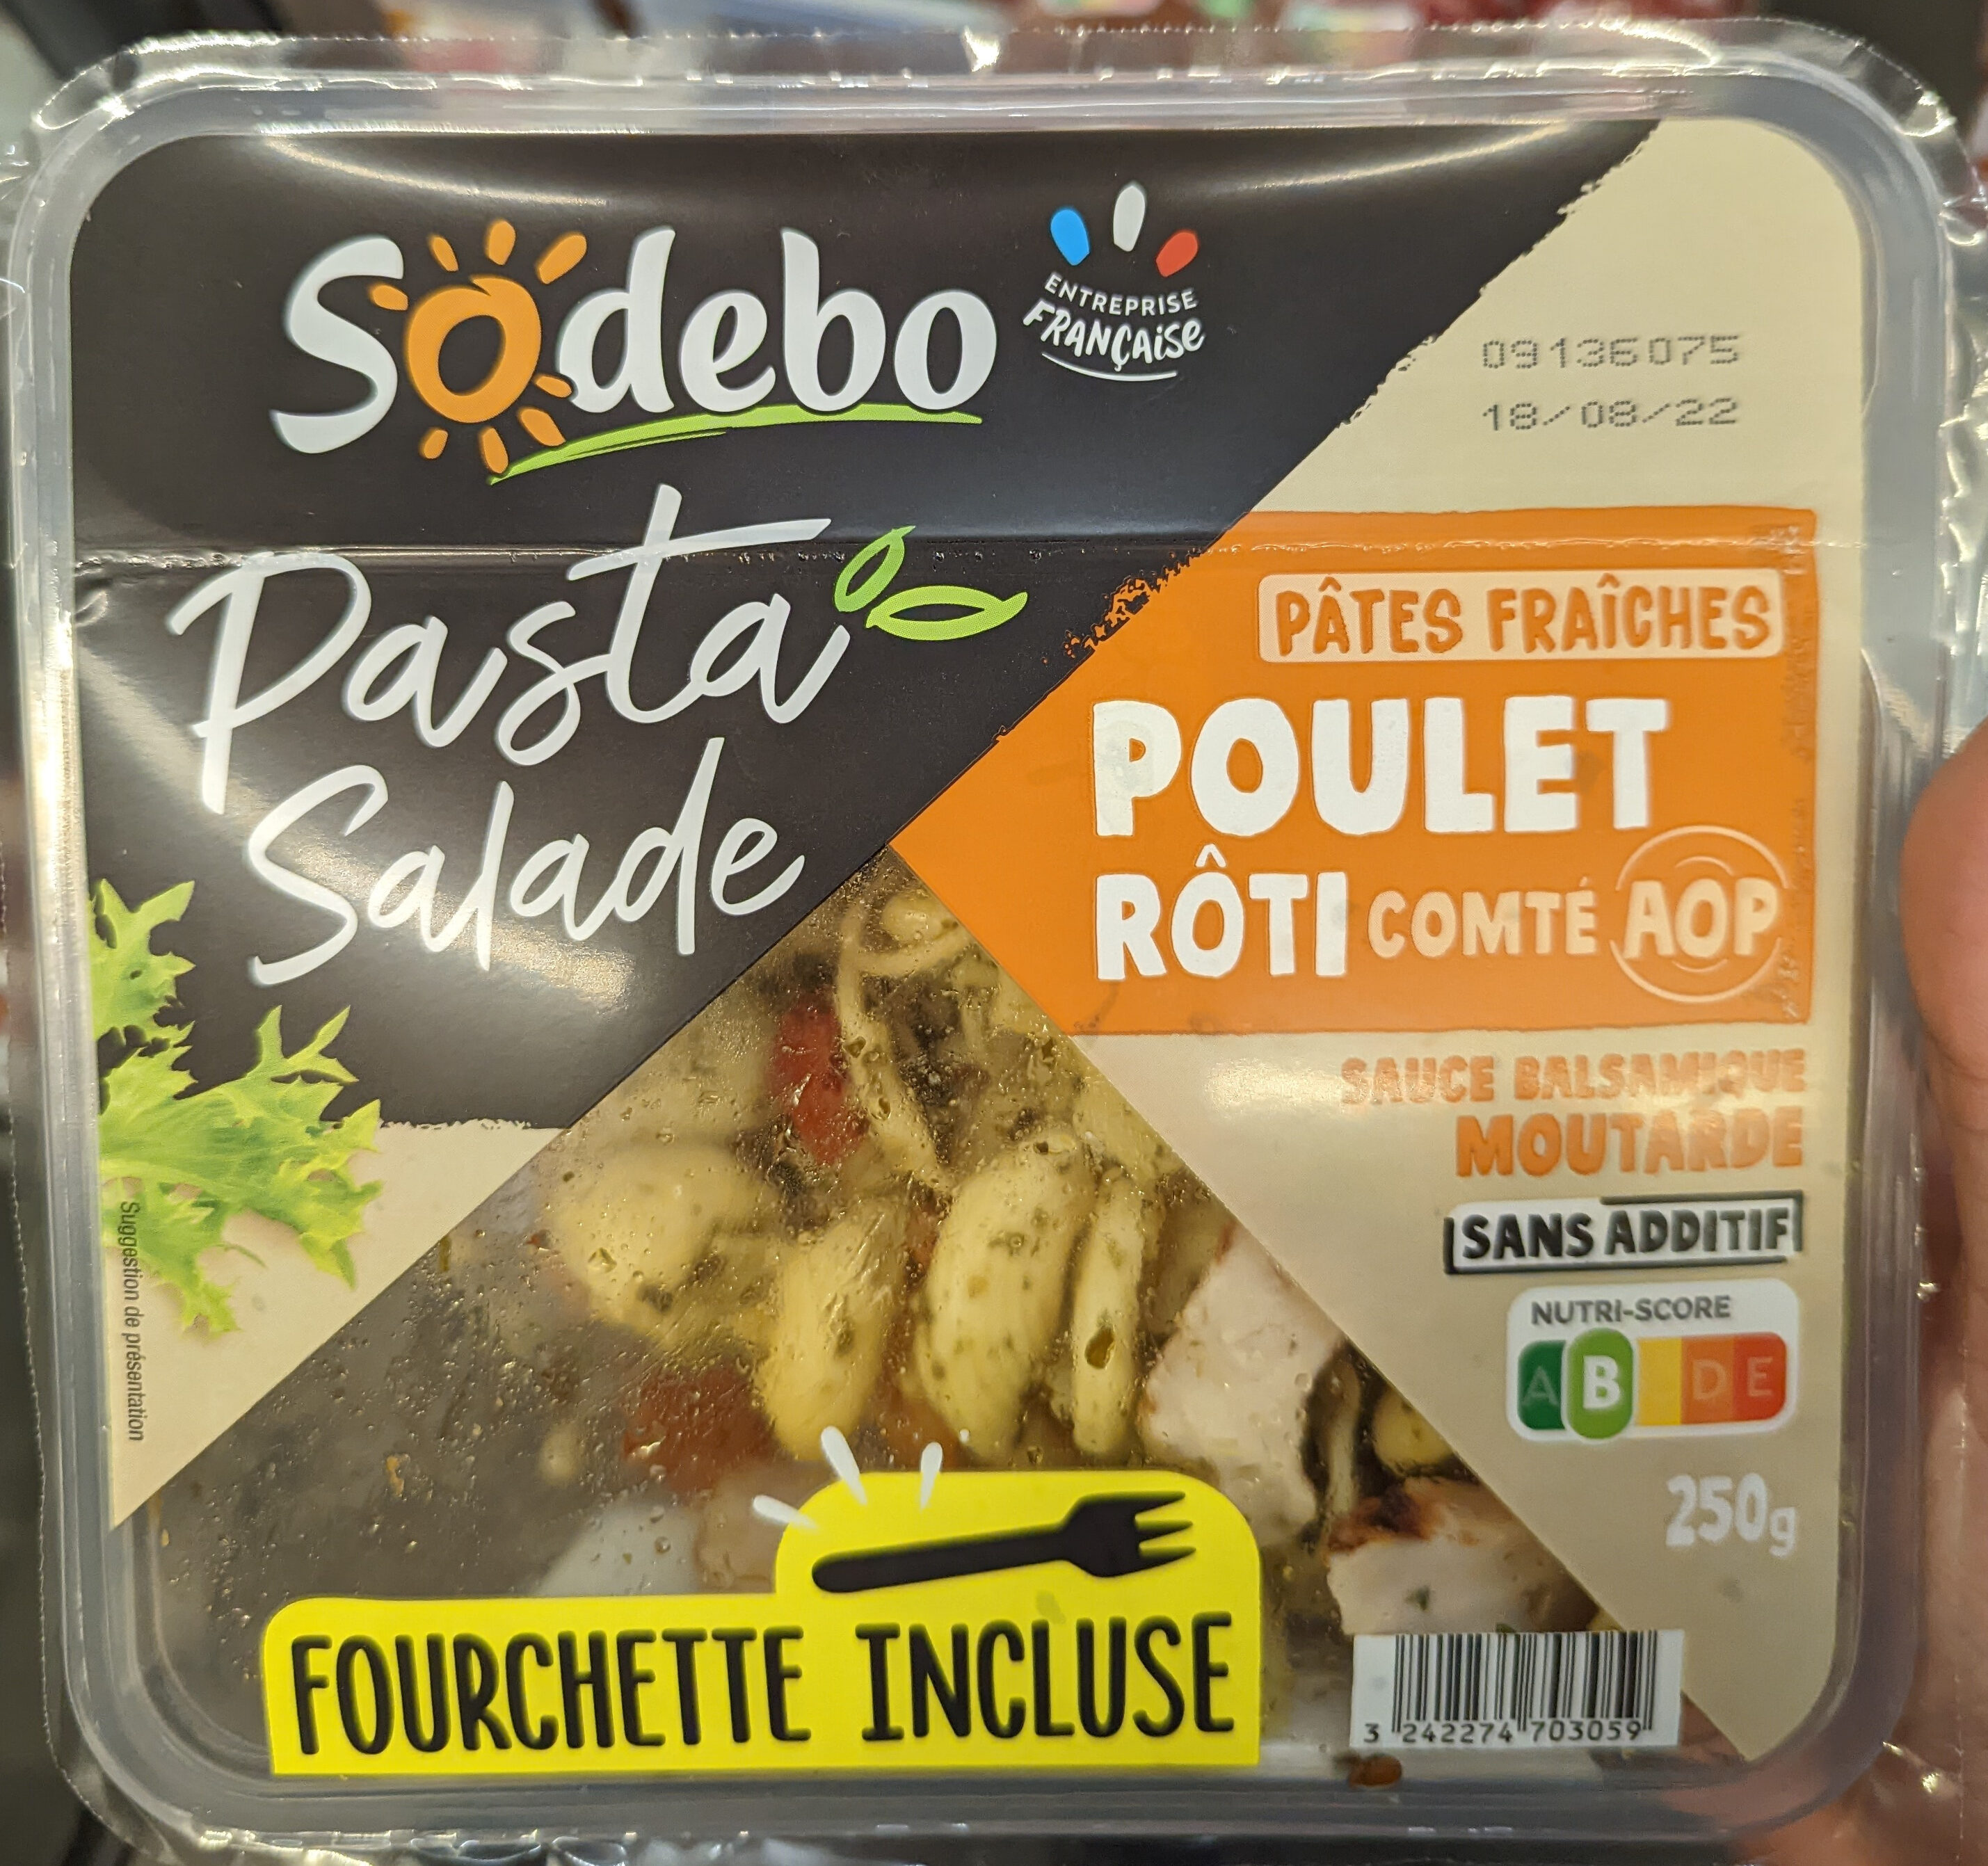 Sodebo
ENTREPRISE
FRANÇAISE
09136075
18/08/22
Pasta
Salade
PÂTES FRAÎCHES
POULET
RÔTI COMTÉ AOP
SAUCE BALSAMIQUE
MOUTARDE
SANS ADDITIF
NUTRI-SCORE
A B D E
250g
Suggestion de présentation
FOURCHETTE INCLUSE
3 242274 703059